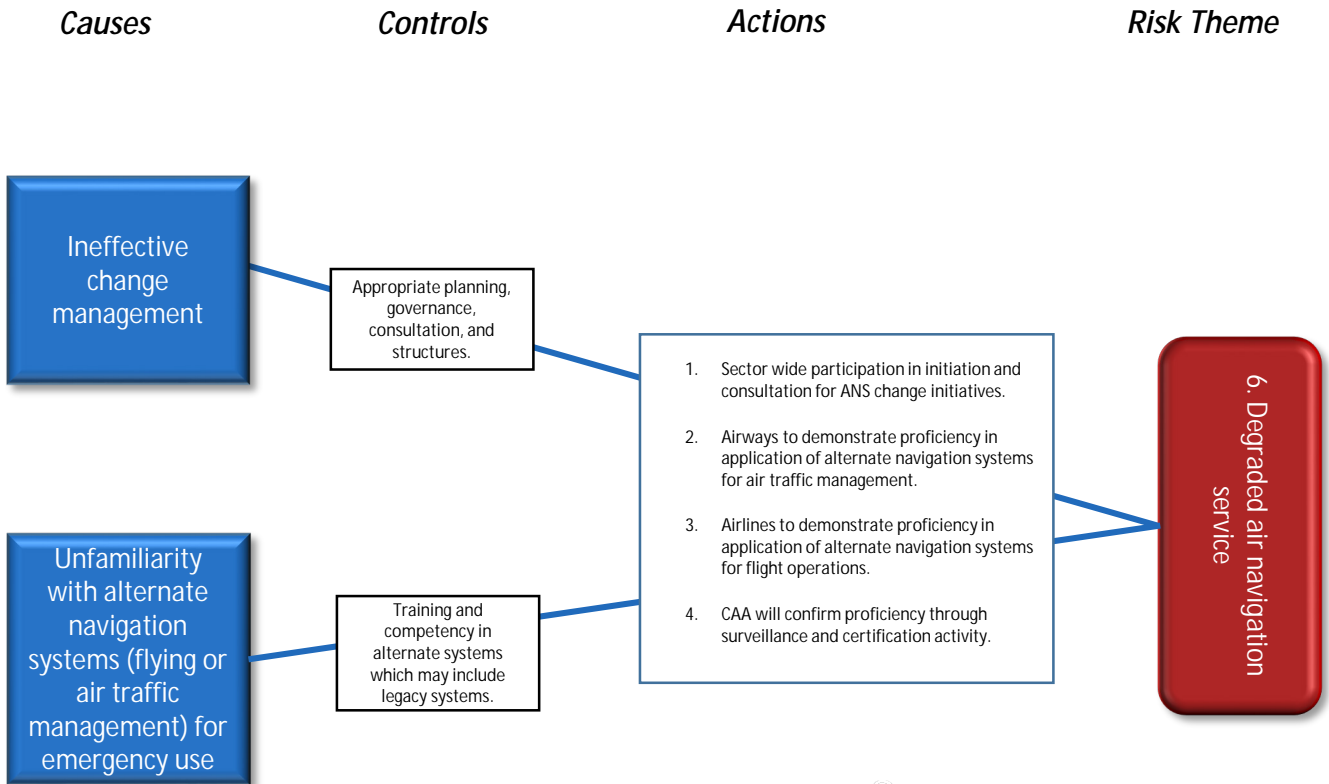 Causes
Controls
Actions
Risk Theme
Ineffective
change
management
Appropriate planning,
governance,
consultation, and
structures.
Unfamiliarity
with alternate
navigation
systems (flying or
air traffic
management) for
emergency use
Training and
competency in
alternate systems
which may include
legacy systems.
1. Sector wide participation in initiation and
consultation for ANS change initiatives.
2. Airways to demonstrate proficiency in
application of alternate navigation systems
for air traffic management.
3. Airlines to demonstrate proficiency in
application of alternate navigation systems
for flight operations.
4. CAA will confirm proficiency through
surveillance and certification activity.
6. Degraded air navigation
service